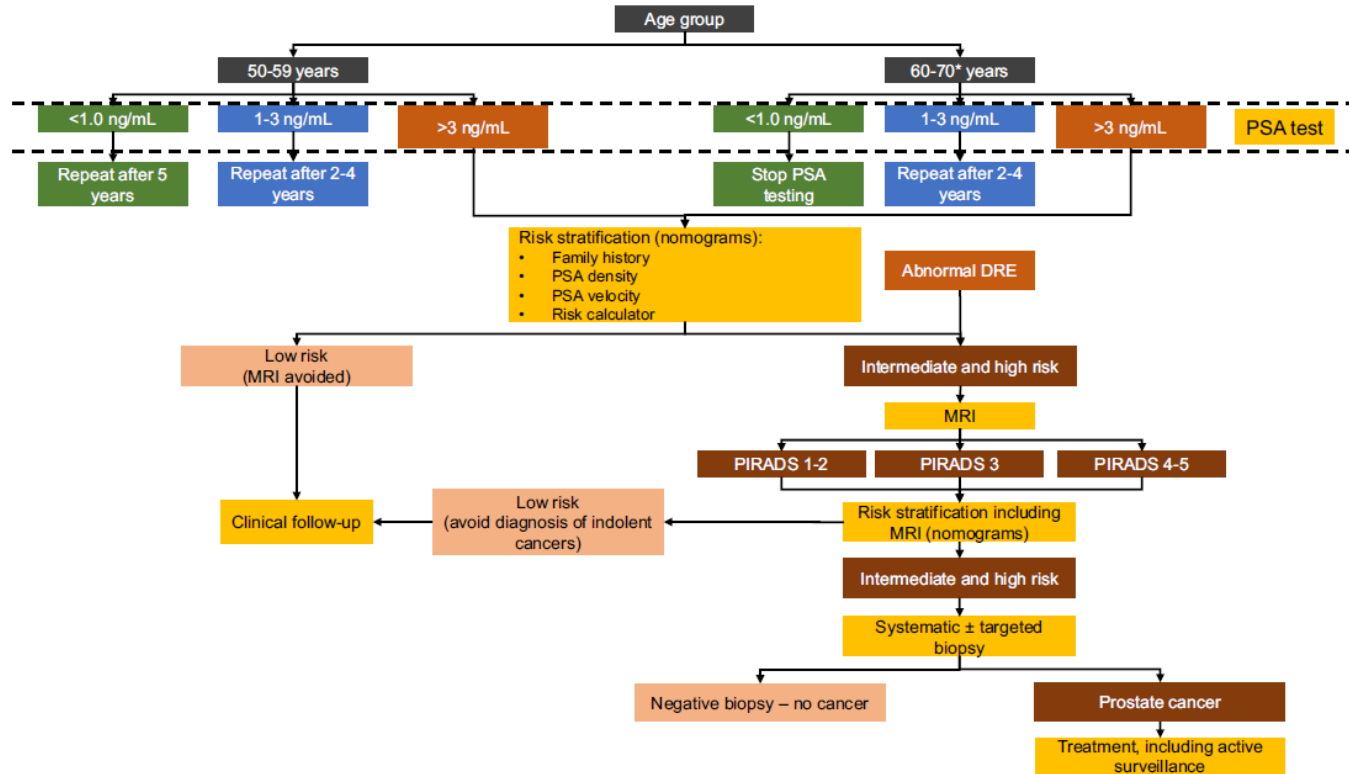 Age group
50-59 years
60-70* years
<1.0 ng/mL
1-3 ng/mL
>3 ng/mL
<1.0 ng/mL
1-3 ng/mL
>3 ng/mL
PSA test
Repeat after 5
years
Repeat after 2-4
years
Stop PSA
testing
Repeat after 2-4
years
Risk stratification (nomograms):
• Family history
• PSA density
• PSA velocity
• Risk calculator
Abnormal DRE
Low risk
(MRI avoided)
Intermediate and high risk
MRI
PIRADS 1-2
PIRADS 3
PIRADS 4-5
Clinical follow-up
Low risk
(avoid diagnosis of indolent
cancers)
Risk stratification including
MRI (nomograms)
Intermediate and high risk
Systematic ± targeted
biopsy
Negative biopsy – no cancer
Prostate cancer
Treatment, including active
surveillance